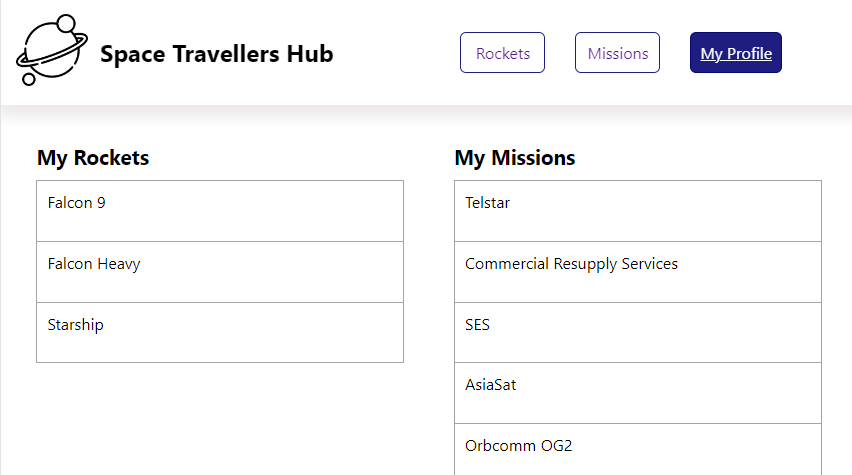 Space Travellers Hub
Rockets
Missions
My Profile
My Rockets
Falcon 9
Falcon Heavy
Starship
My Missions
Telstar
Commercial Resupply Services
SES
AsiaSat
Orbcomm OG2